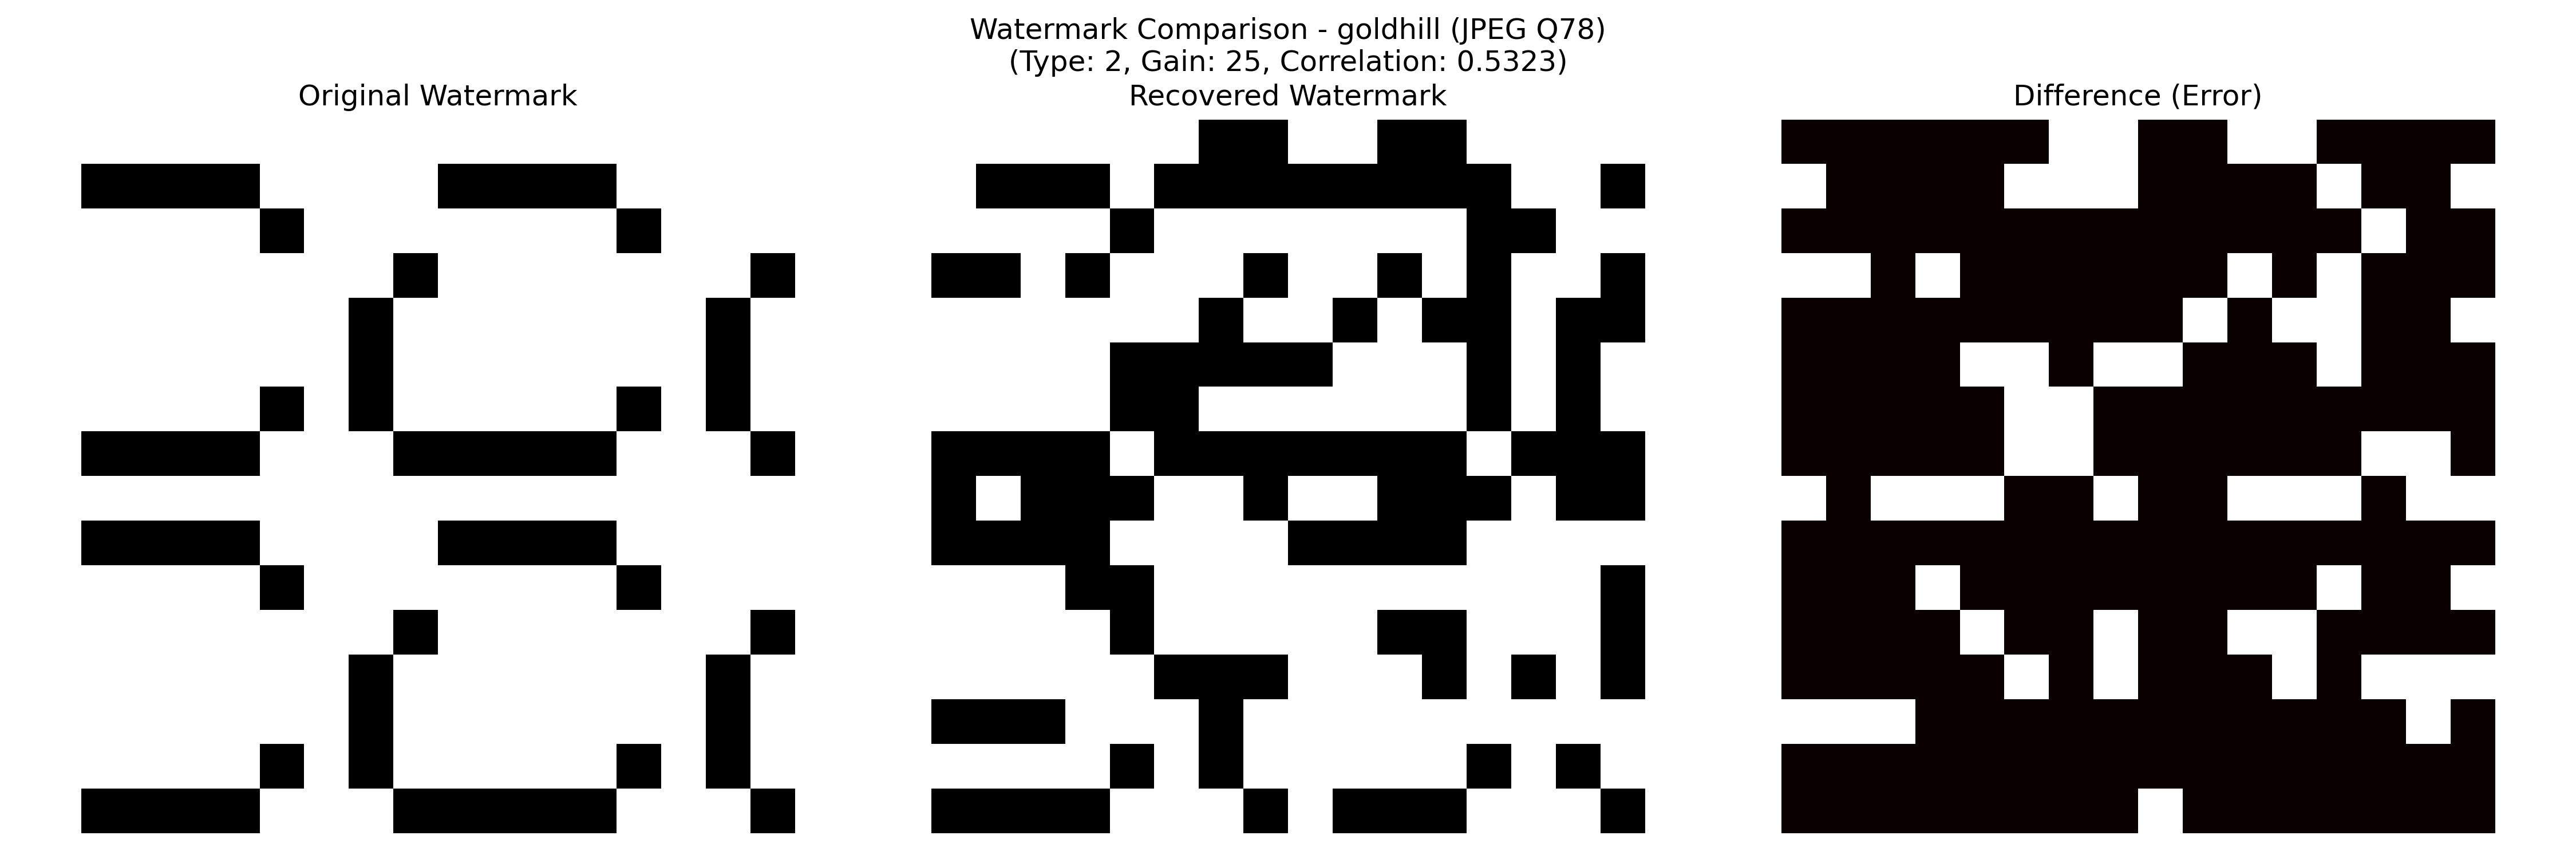 Watermark Comparison - goldhill (JPEG Q78)
(Type: 2, Gain: 25, Correlation: 0.5323)
Original Watermark
Recovered Watermark
Difference (Error)